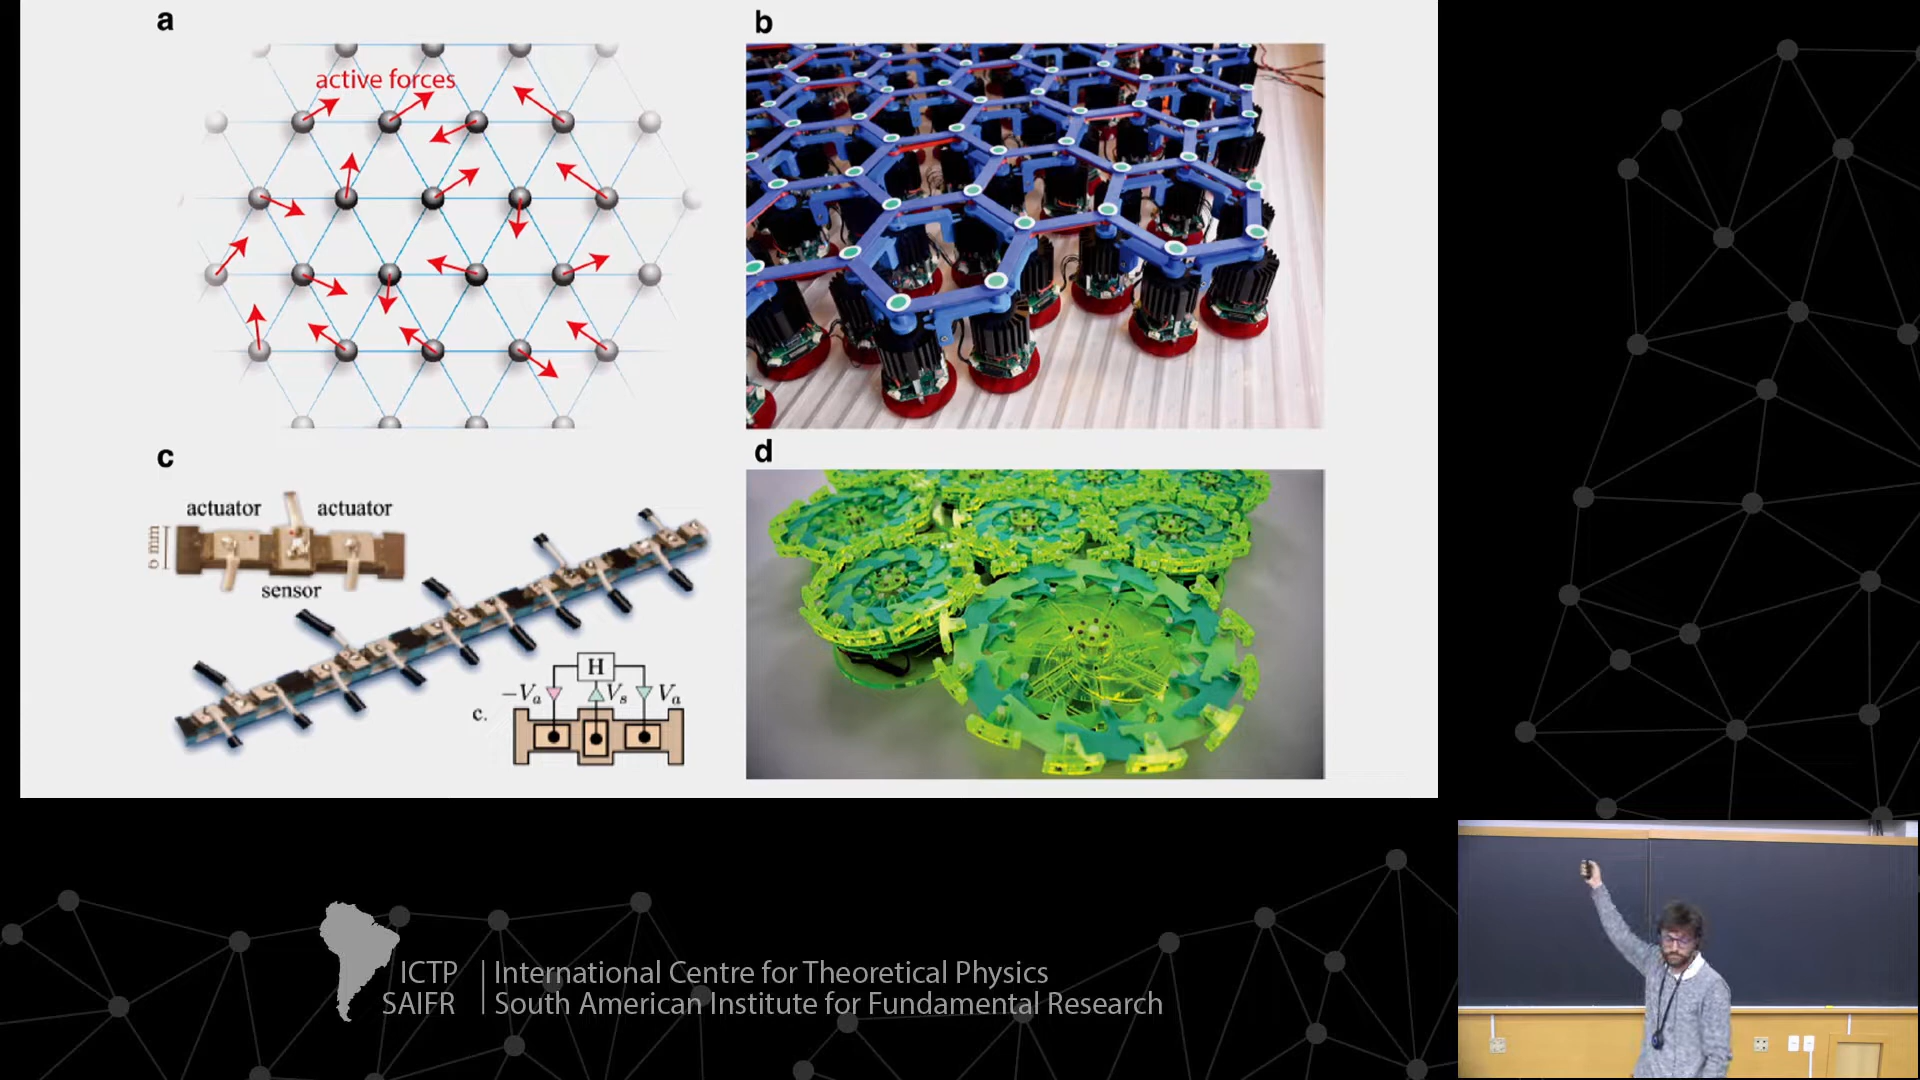 a
b
active forces
c
d
actuator
actuator
sensor
H
−Vₐ
Vₛ
Vₐ
c.
ICTP
International Centre for Theoretical Physics
SAIFR
South American Institute for Fundamental Research